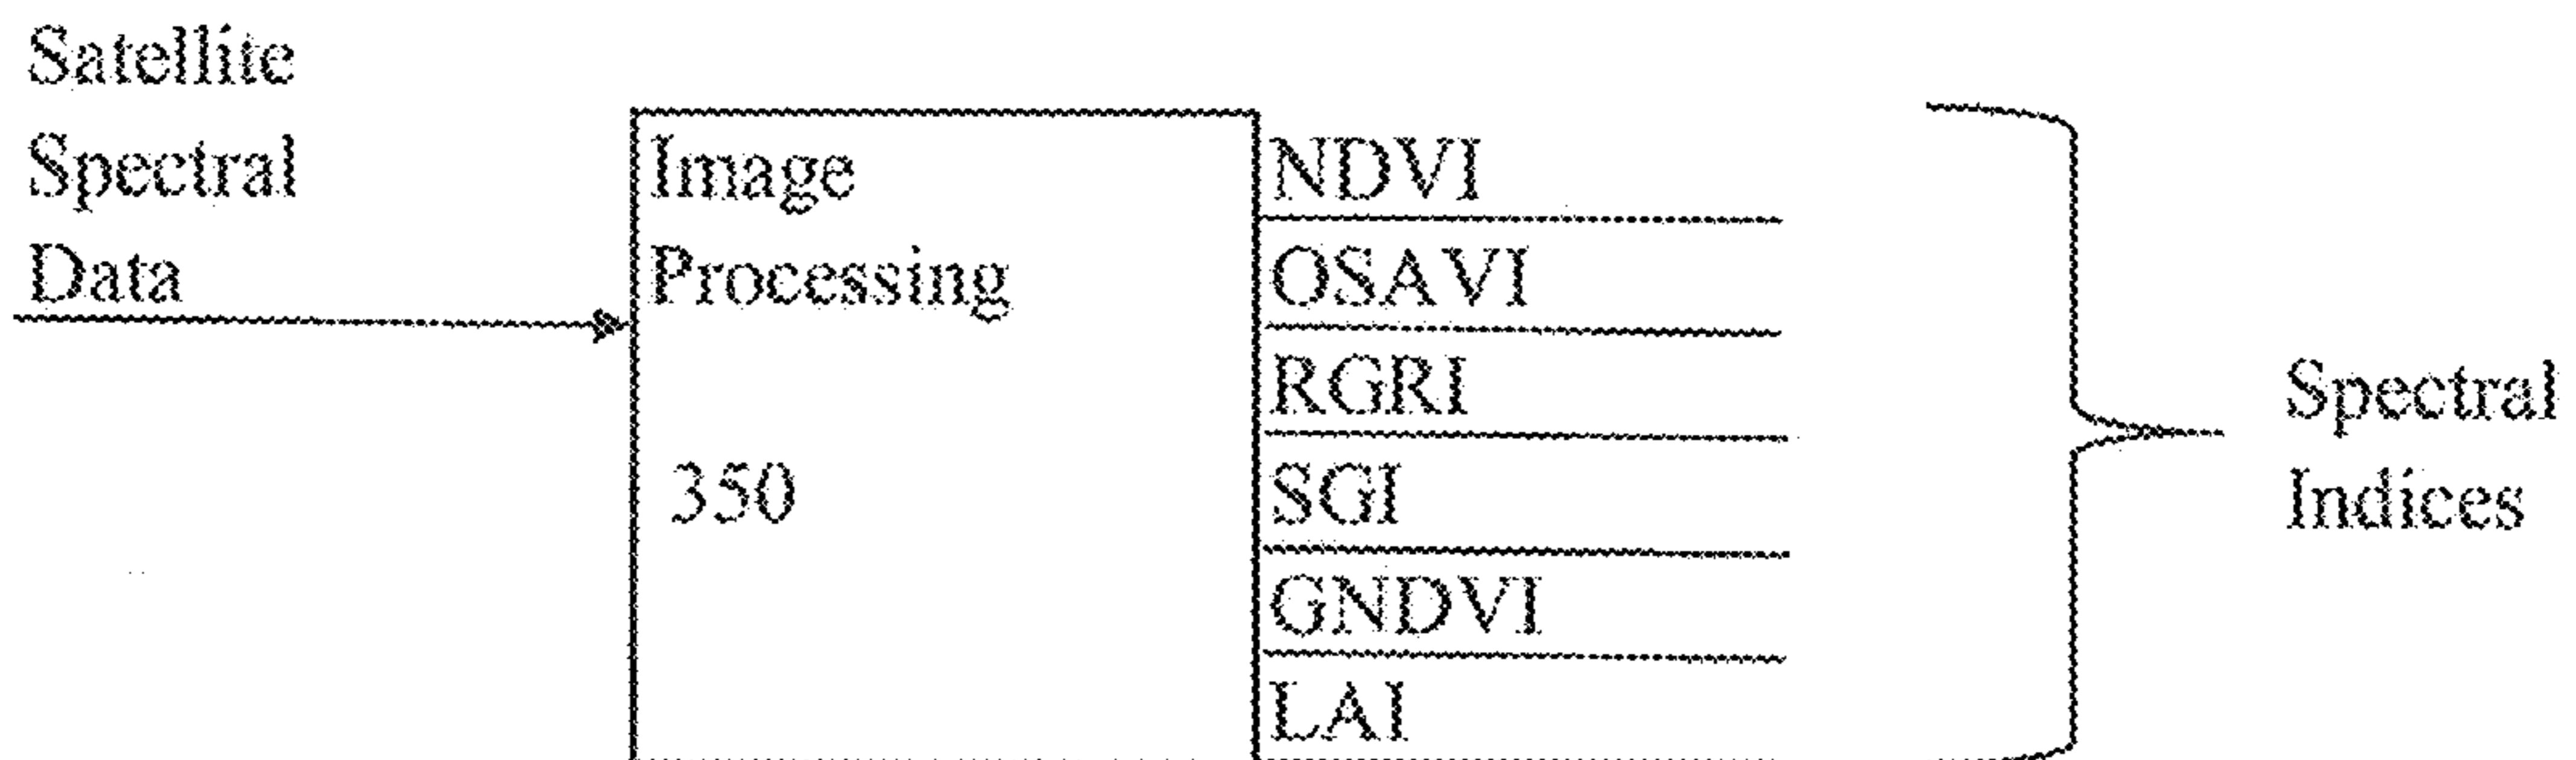 Satellite
Spectral
Data
Image
Processing
350
NDVI
OSAVI
RGRI
SGI
GNDVI
LAI
Spectral
Indices